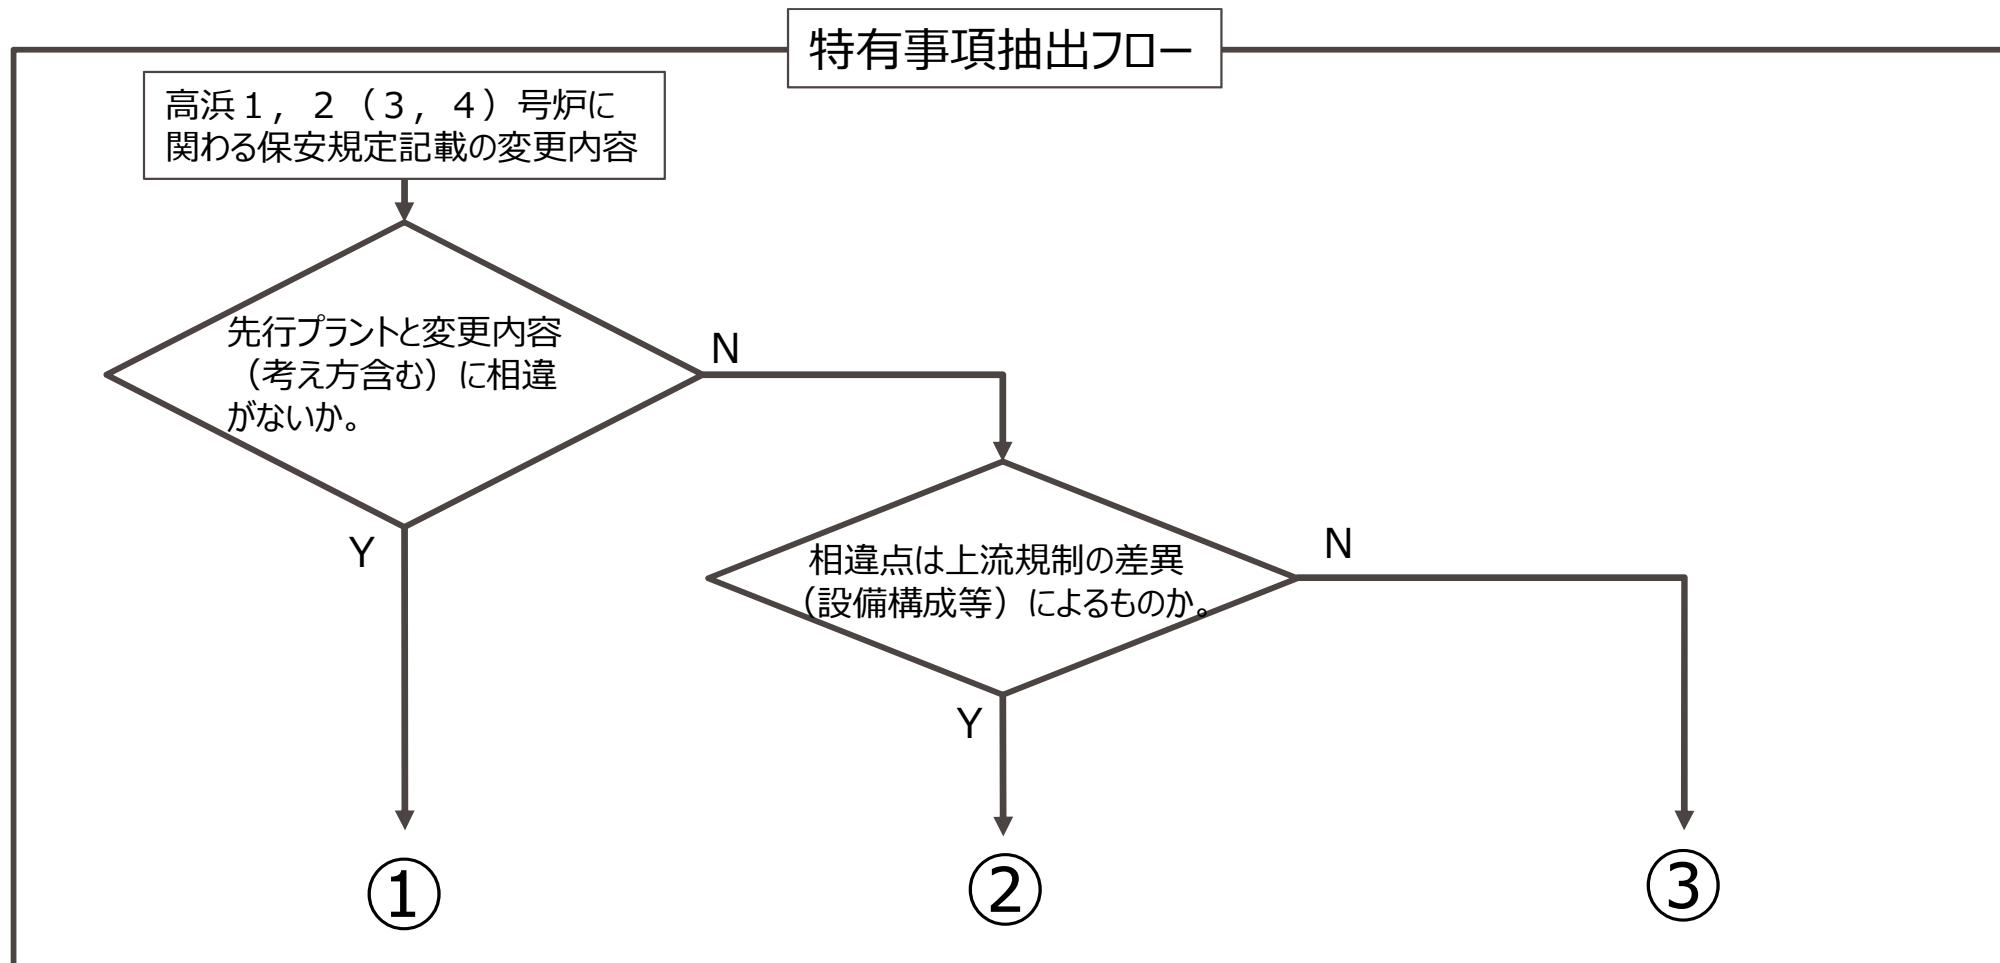 特有事項抽出フロー
高浜１，２（３，４）号炉に
関わる保安規定記載の変更内容
先行プラントと変更内容
（考え方含む）に相違
がないか。
N
Y
相違点は上流規制の差異
（設備構成等）によるものか。
N
Y
①
②
③